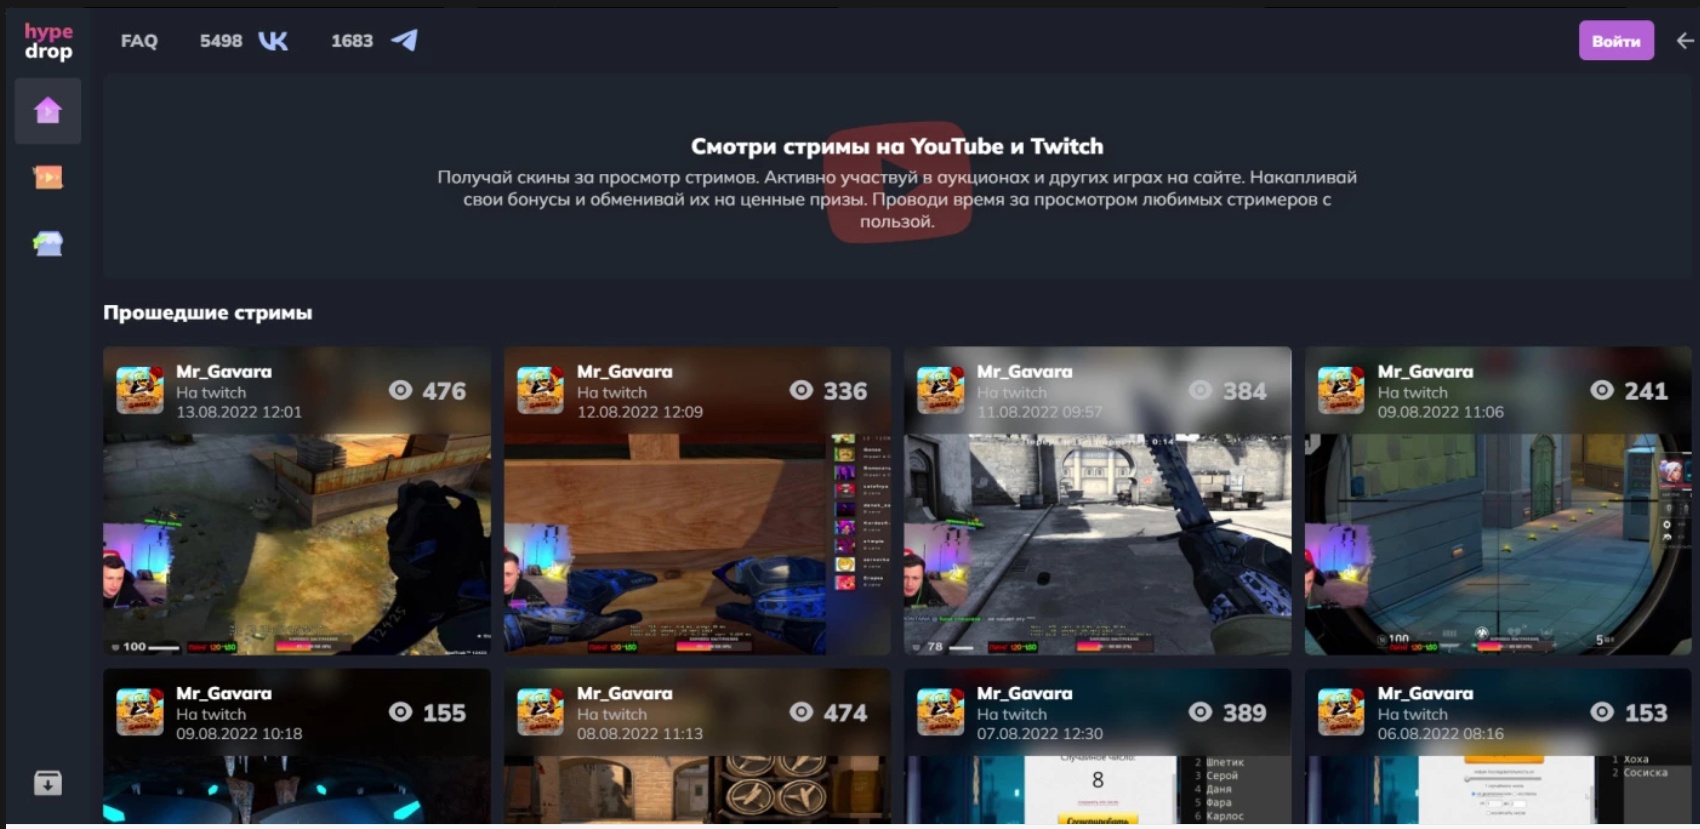 hype
drop
FAQ
5498
1683
Войти
Смотри стримы на YouTube и Twitch
Получай скины за просмотр стримов. Активно участвуй в аукционах и других играх на сайте. Накапливай
свои бонусы и обменивай их на ценные призы. Проводи время за просмотром любимых стримеров с
пользой.
Прошедшие стримы
Mr_Gavara
На twitch
13.08.2022 12:01
476
Mr_Gavara
На twitch
12.08.2022 12:09
336
Mr_Gavara
На twitch
11.08.2022 09:57
384
Mr_Gavara
На twitch
09.08.2022 11:06
241
100
78
100
5
Mr_Gavara
На twitch
09.08.2022 10:18
155
Mr_Gavara
На twitch
08.08.2022 11:13
474
Mr_Gavara
На twitch
07.08.2022 12:30
389
Mr_Gavara
На twitch
06.08.2022 08:16
153
Случайное число:
8
Сгенерировать
2 Шпетик
3 Серой
4 Даня
5 Фара
6 Карлос
1 Хоха
2 Сосиска